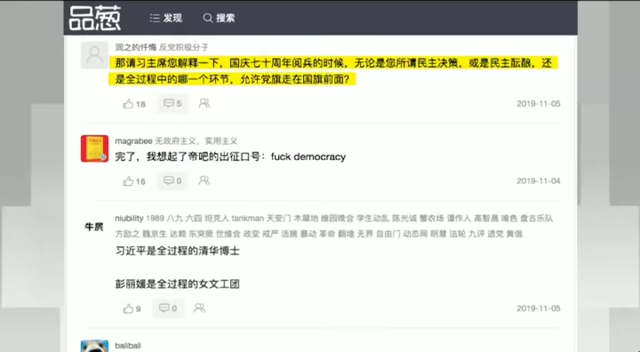 品葱 发现 搜索
润之的忏悔 反党积极分子
那请习主席您解释一下，国庆七十周年阅兵的时候，无论是您所谓民主决策，或是民主酝酿，还
是全过程中的哪一个环节，允许党旗走在国旗前面？
18 5 2019-11-05
magrabee 无政府主义，实用主义
完了，我想起了帝吧的出征口号：fuck democracy
16 0 2019-11-04
niubility 1989 八九 六四 坦克人 tankman 天安门 木犀地 维园晚会 学生动乱 陈光诚 蟹农场 谭作人 高智晟 唯色 盘古乐队
方励之 魏京生 达赖 东突厥 世维会 政变 戒严 活摘 暴动 革命 翻墙 无界 自由门 动态网 明慧 法轮 九评 退党 黄俄
习近平是全过程的清华博士
彭丽媛是全过程的女文工团
9 0 2019-11-05
balibali